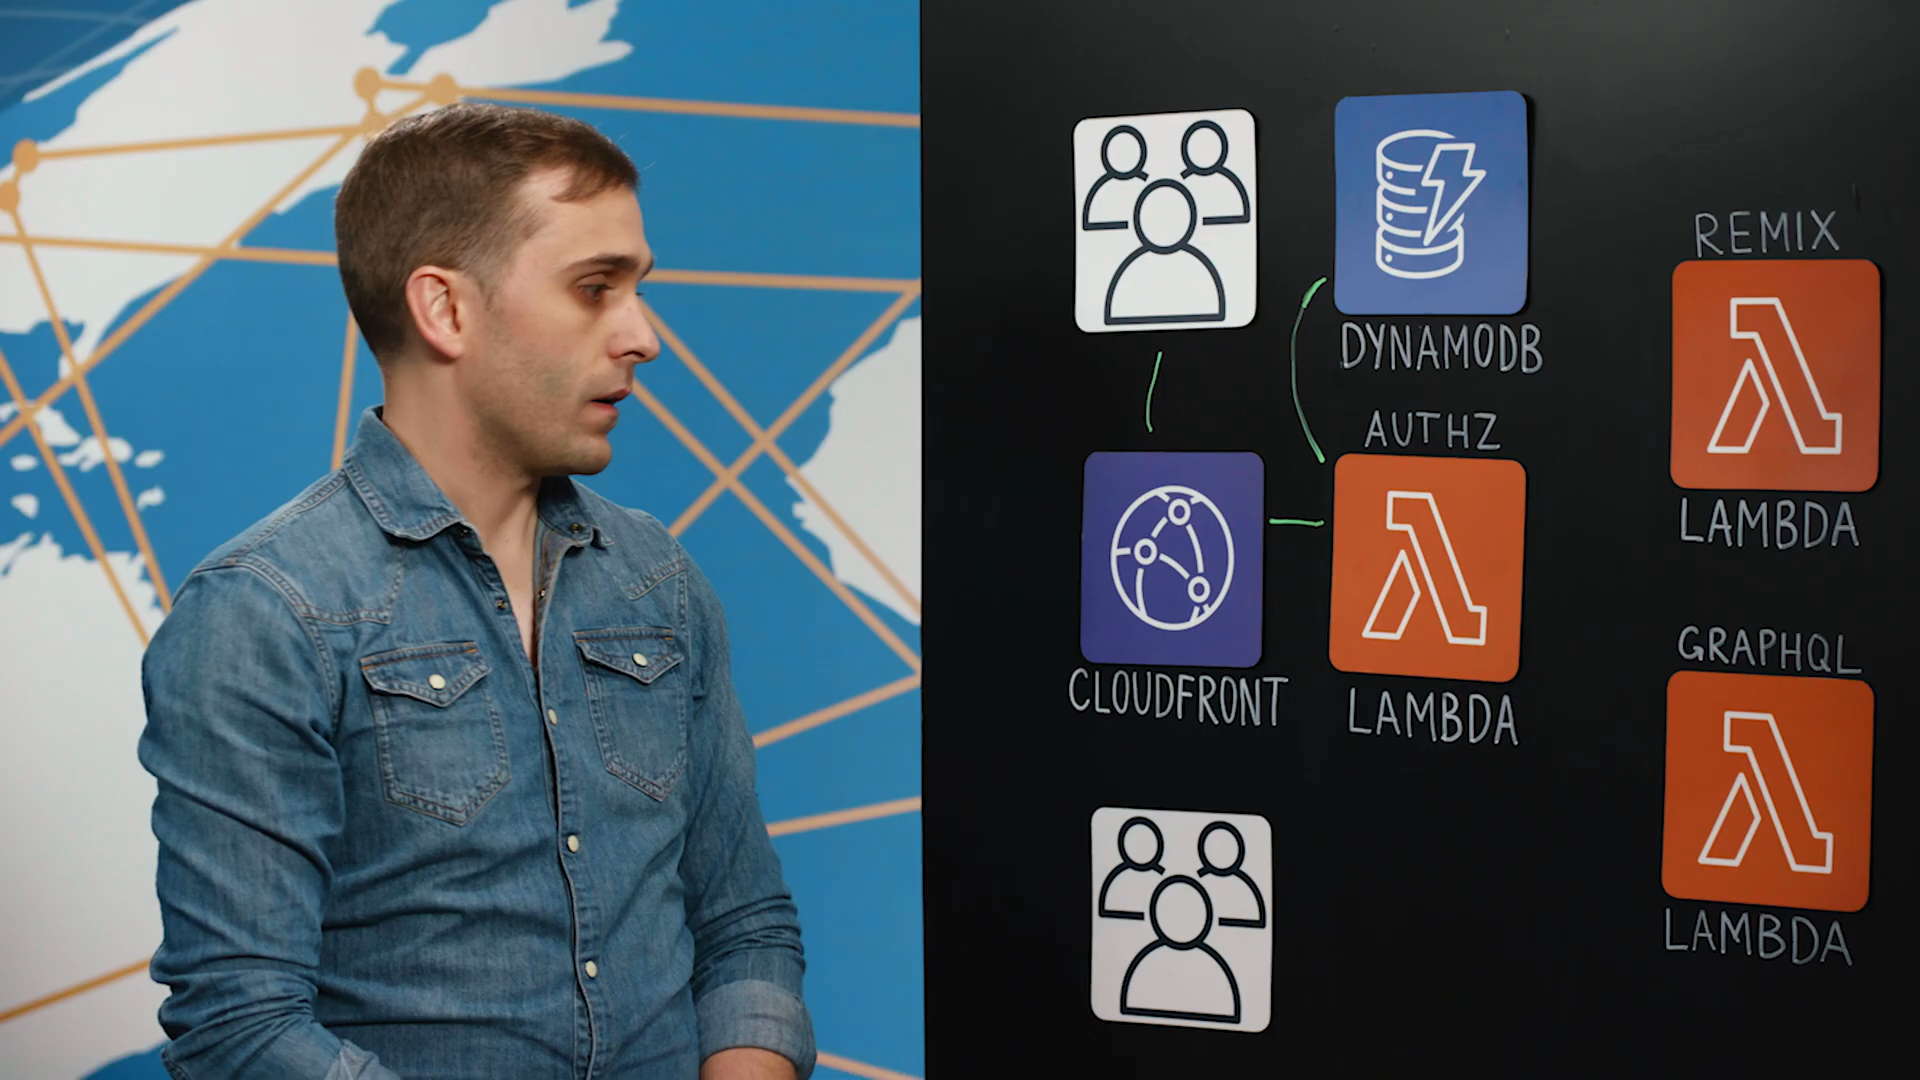 DYNAMODB
AUTHZ
CLOUDFRONT
LAMBDA
REMIX
LAMBDA
GRAPHQL
LAMBDA